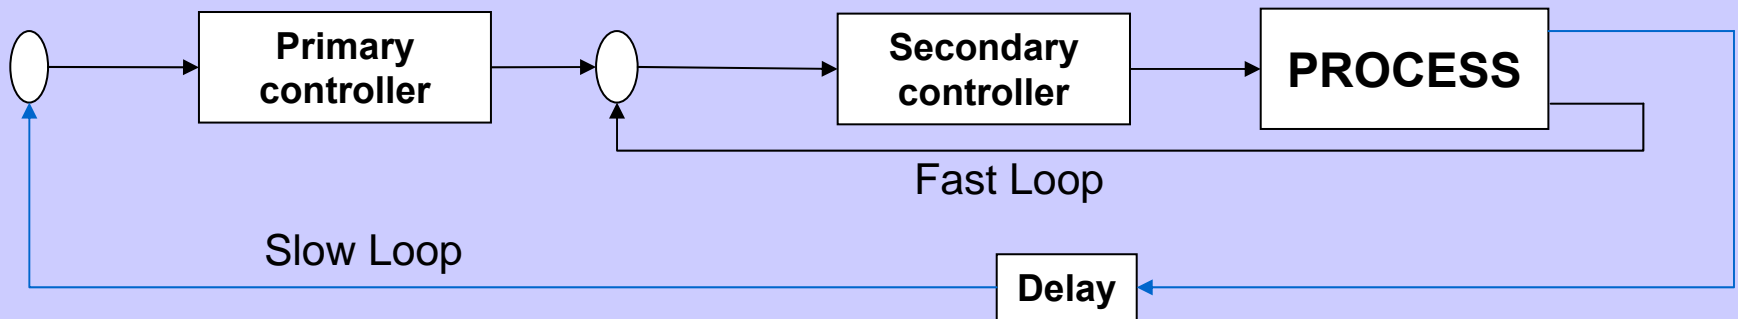 Primary
controller
Secondary
controller
PROCESS
Fast Loop
Slow Loop
Delay